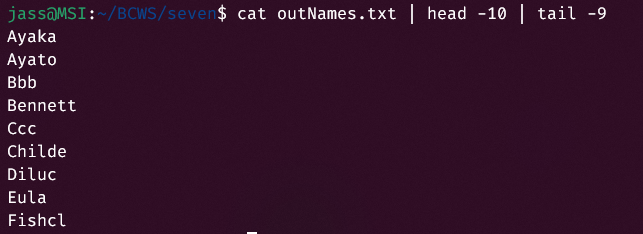 jass@MSI:~/BCWS/seven$ cat outNames.txt | head -10 | tail -9
Ayaka
Ayato
Bbb
Bennett
Ccc
Childe
Diluc
Eula
Fishcl